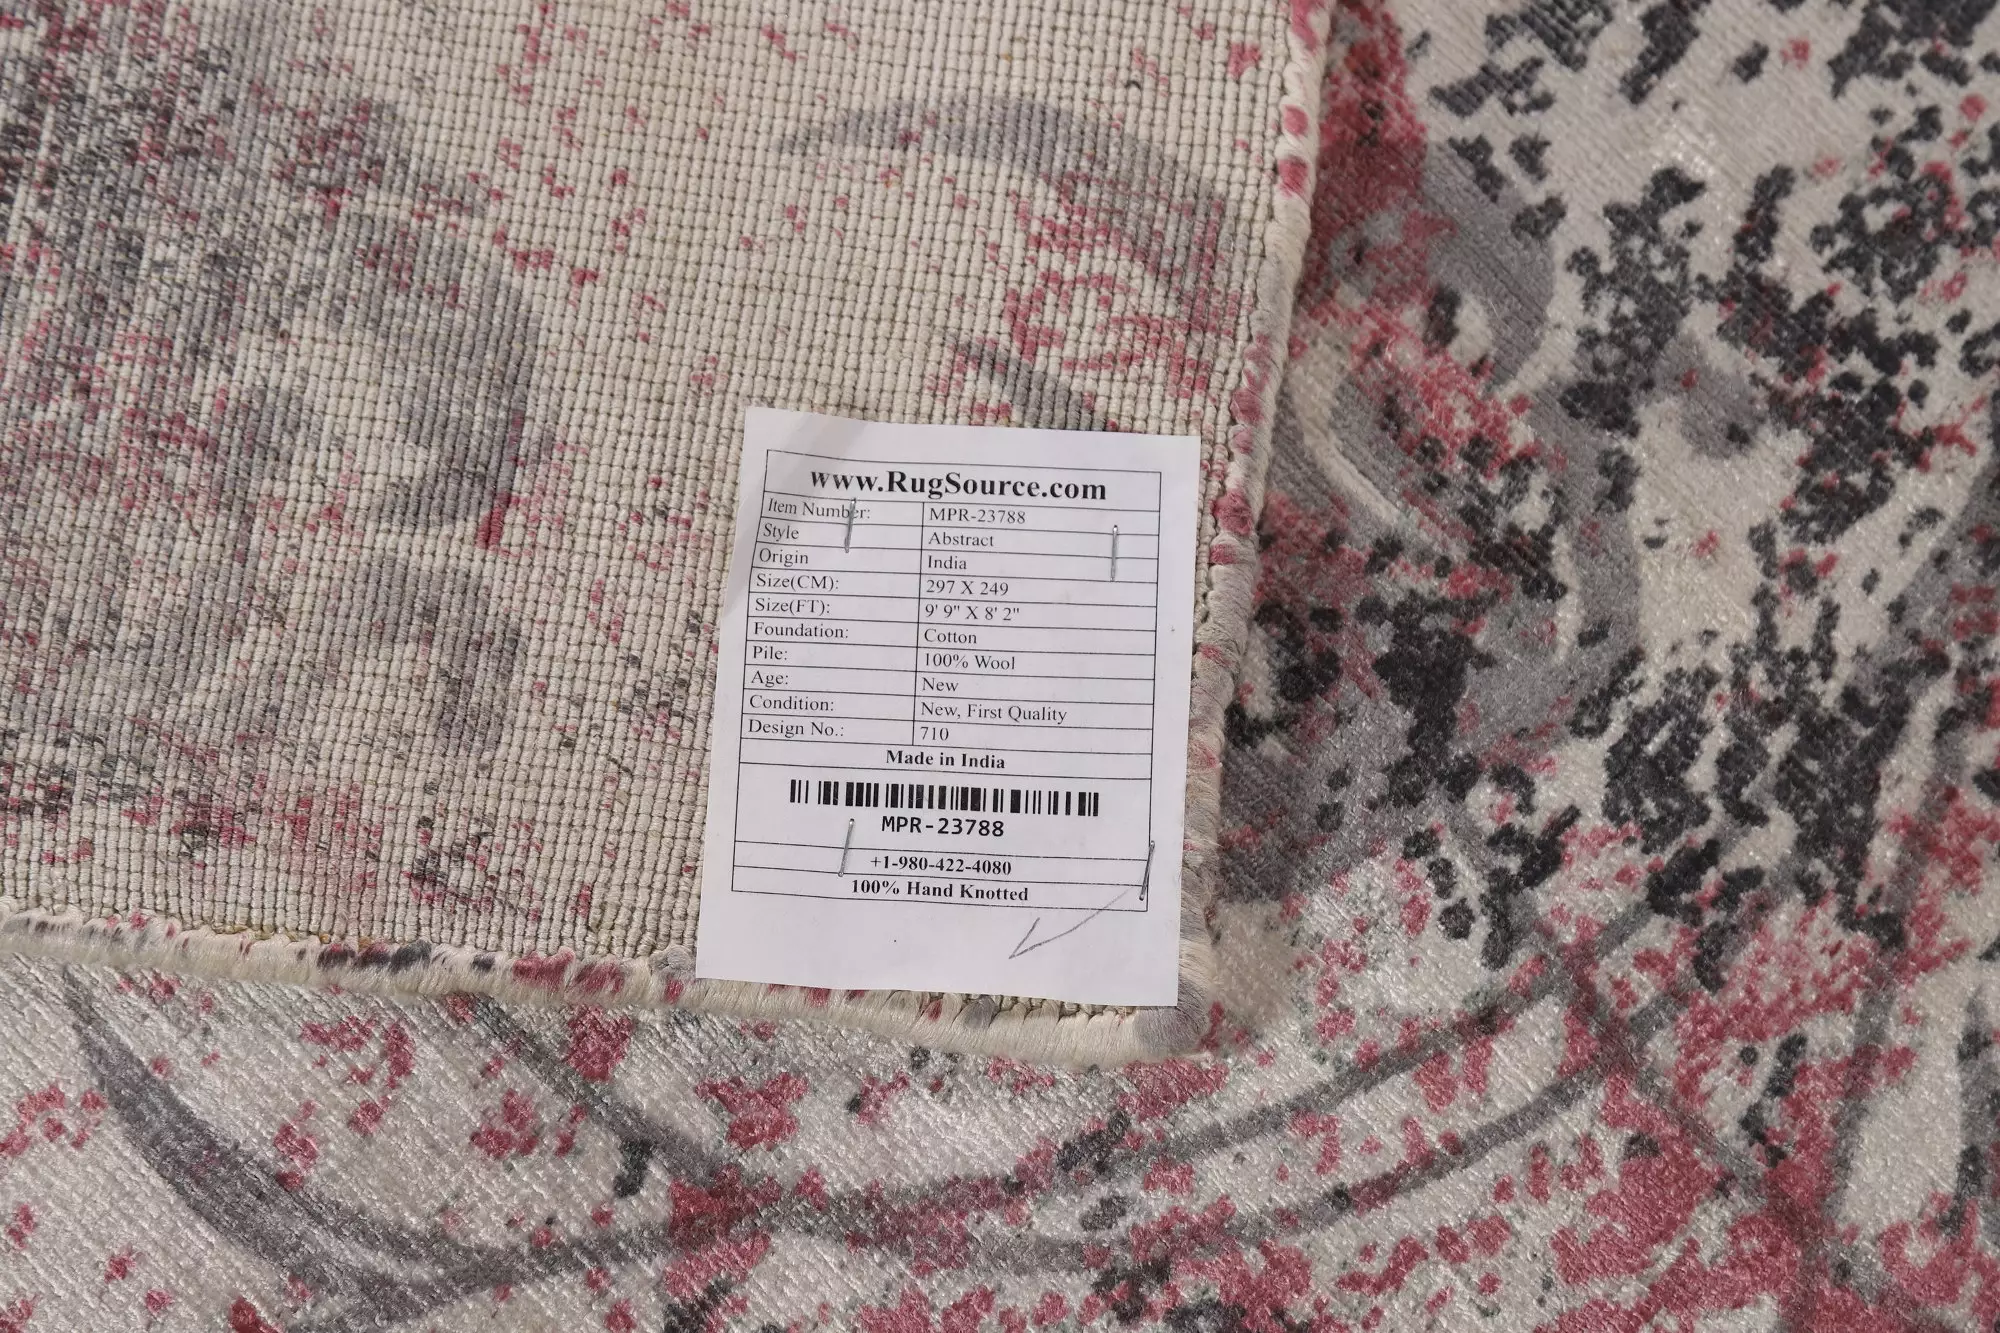 www.RugSource.com
Item Number: MPR-23788
Style Abstract
Origin India
Size(CM): 297 X 249
Size(FT): 9' 9" X 8' 2"
Foundation: Cotton
Pile: 100% Wool
Age: New
Condition: New, First Quality
Design No.: 710
Made in India
MPR-23788
+1-980-422-4080
100% Hand Knotted